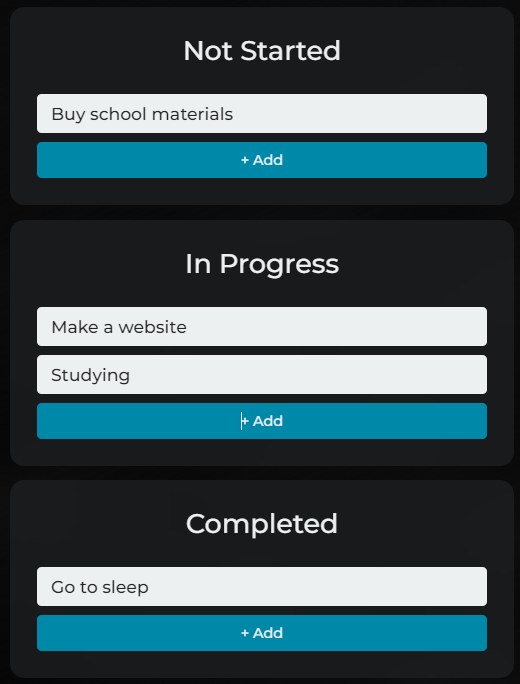 Not Started
Buy school materials
+ Add
In Progress
Make a website
Studying
+ Add
Completed
Go to sleep
+ Add